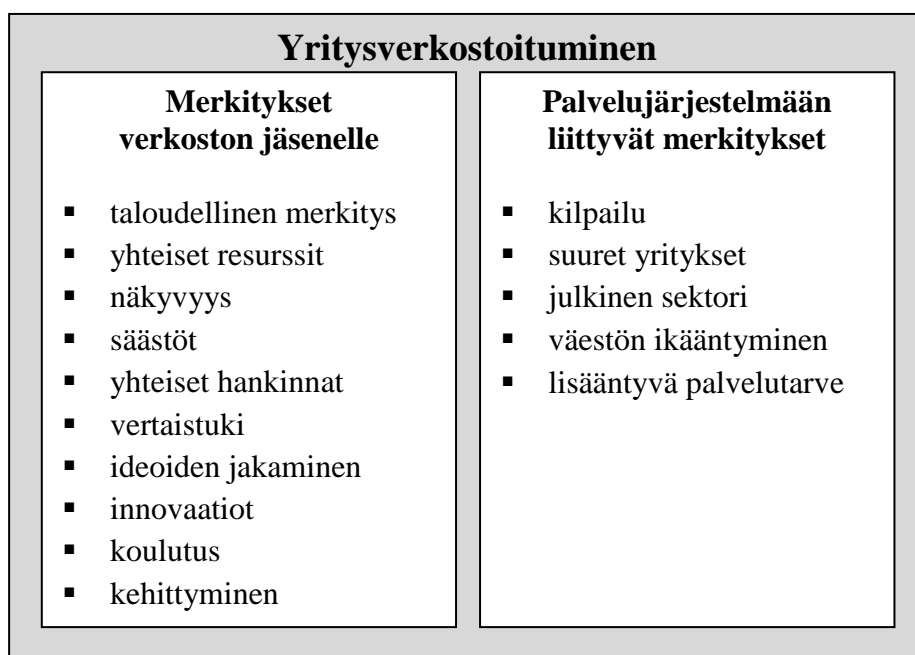 Yritysverkostoituminen
Merkitykset
verkoston jäsenelle
▪ taloudellinen merkitys
▪ yhteiset resurssit
▪ näkyvyys
▪ säästöt
▪ yhteiset hankinnat
▪ vertaistuki
▪ ideoiden jakaminen
▪ innovaatiot
▪ koulutus
▪ kehittyminen
Palvelujärjestelmään
liittyvät merkitykset
▪ kilpailu
▪ suuret yritykset
▪ julkinen sektori
▪ väestön ikääntyminen
▪ lisääntyvä palvelutarve